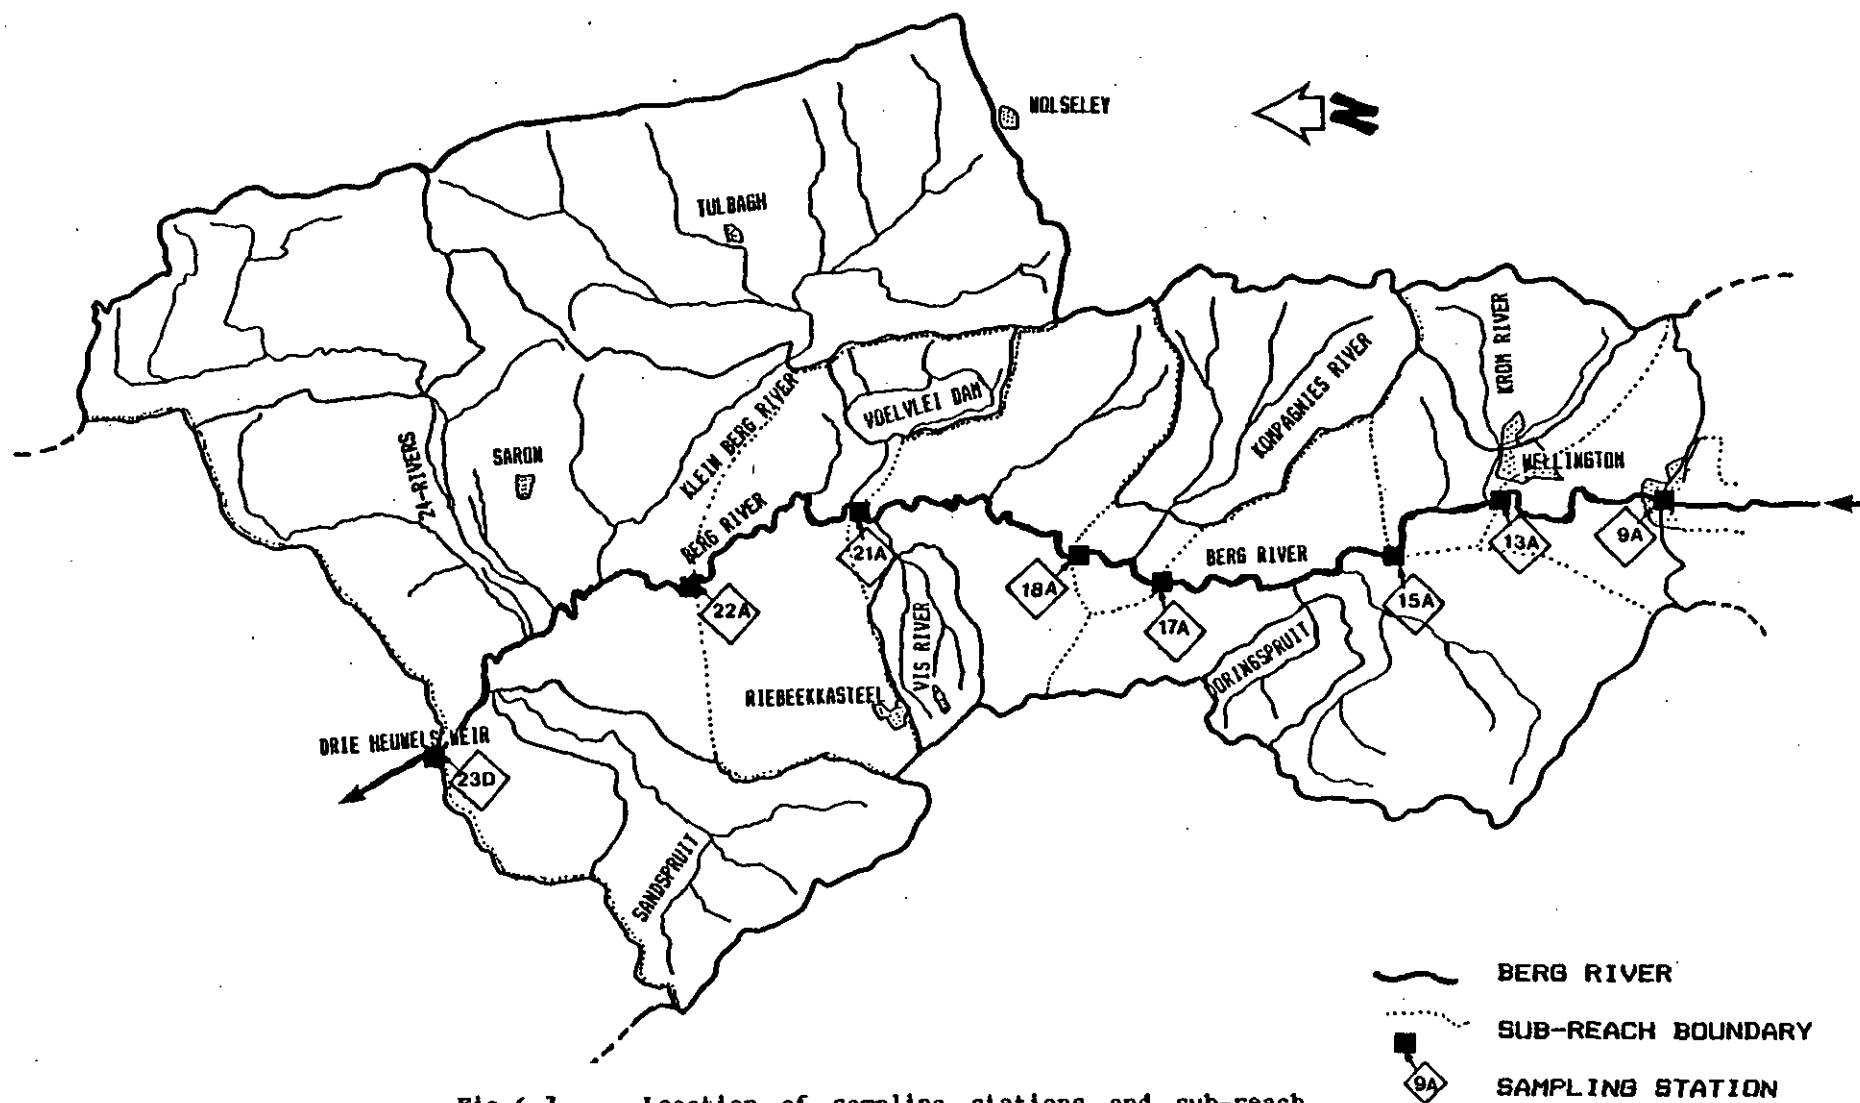 WOLSELEY
N
TULBAGH
KROM RIVER
VOELVLEI DAM
KOMPAGNIES RIVER
KLEIN BERG RIVER
24-RIVERS
SARON
WELLINGTON
BERG RIVER
21A
13A
9A
BERG RIVER
18A
15A
22A
17A
VIS RIVER
DORINGSPRUIT
RIEBEEKKASTEEL
DRIE HEUWELS WEIR
23D
SANDSPRUIT
BERG RIVER
SUB-REACH BOUNDARY
9A
SAMPLING STATION
Location of sampling stations and sub-reach